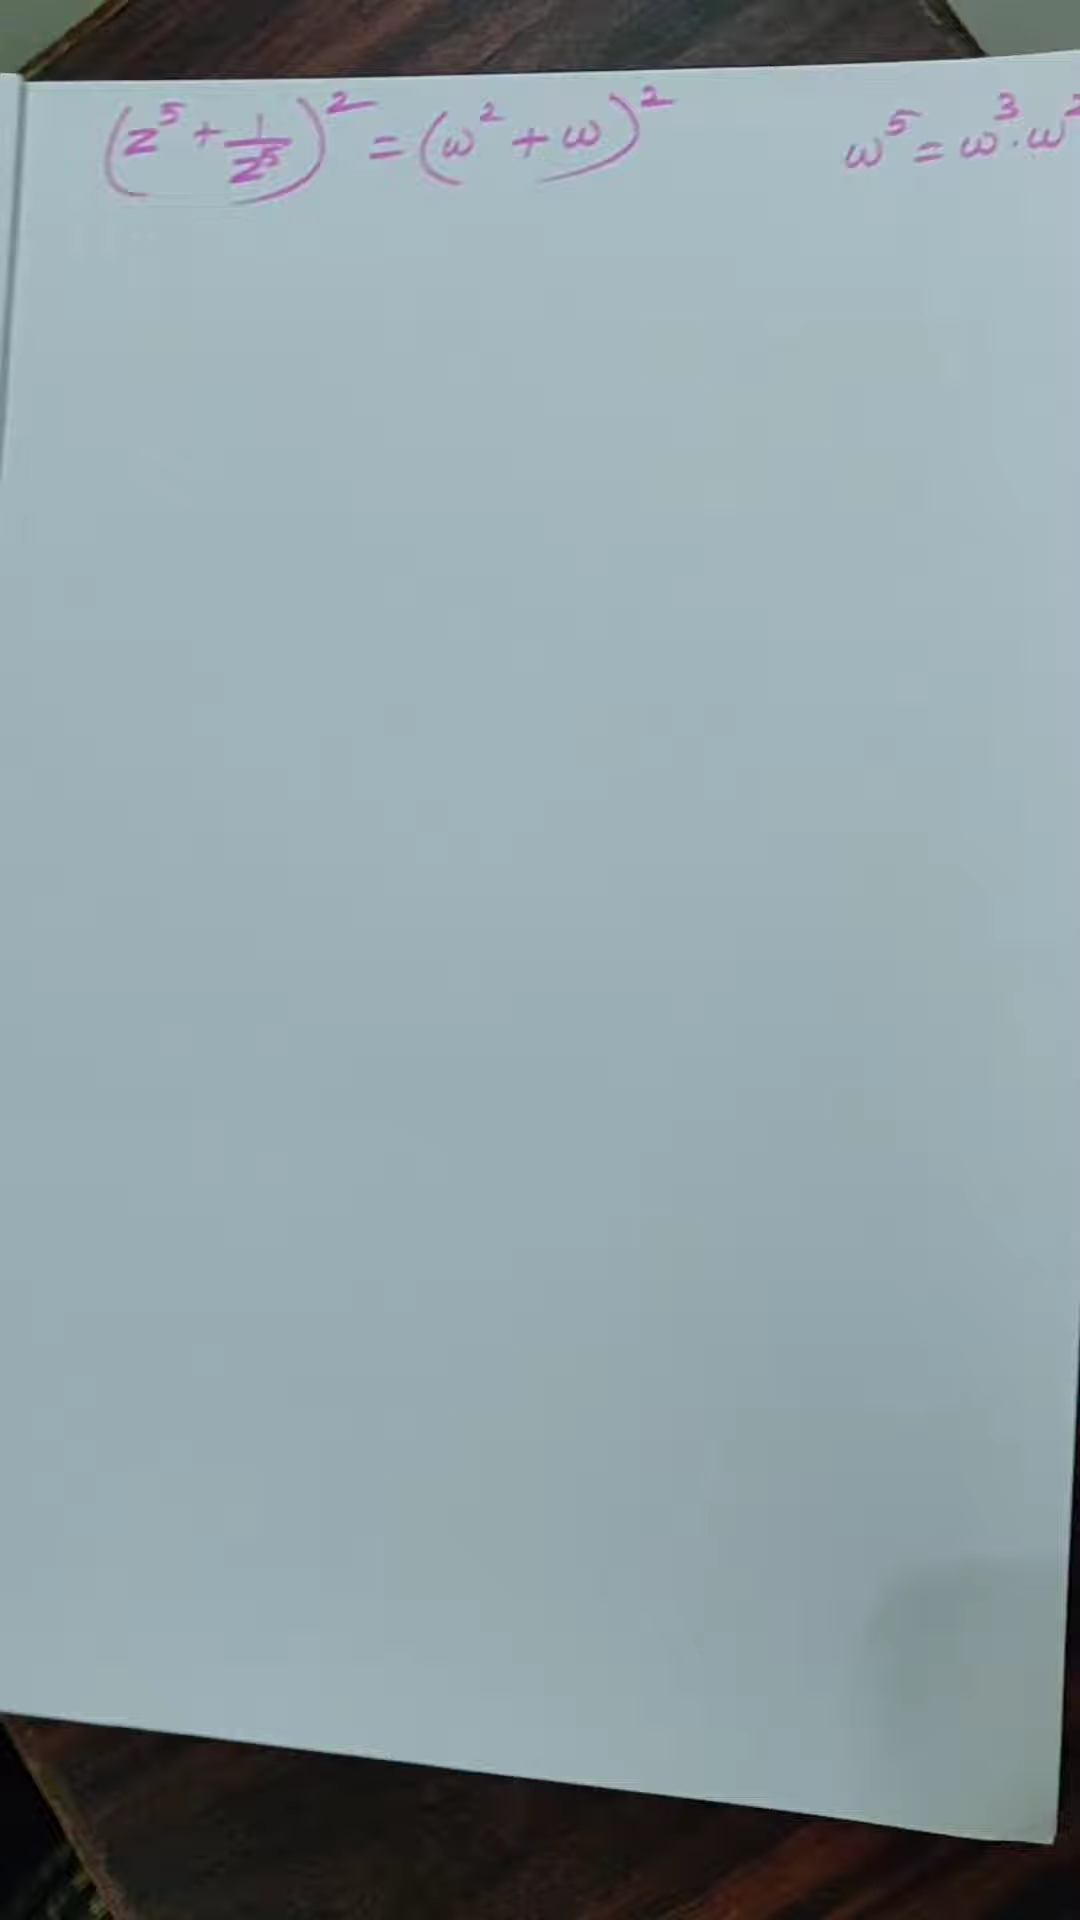 (z⁵ + 1/z⁵)² = (ω² + ω)² ω⁵ = ω³.ω²